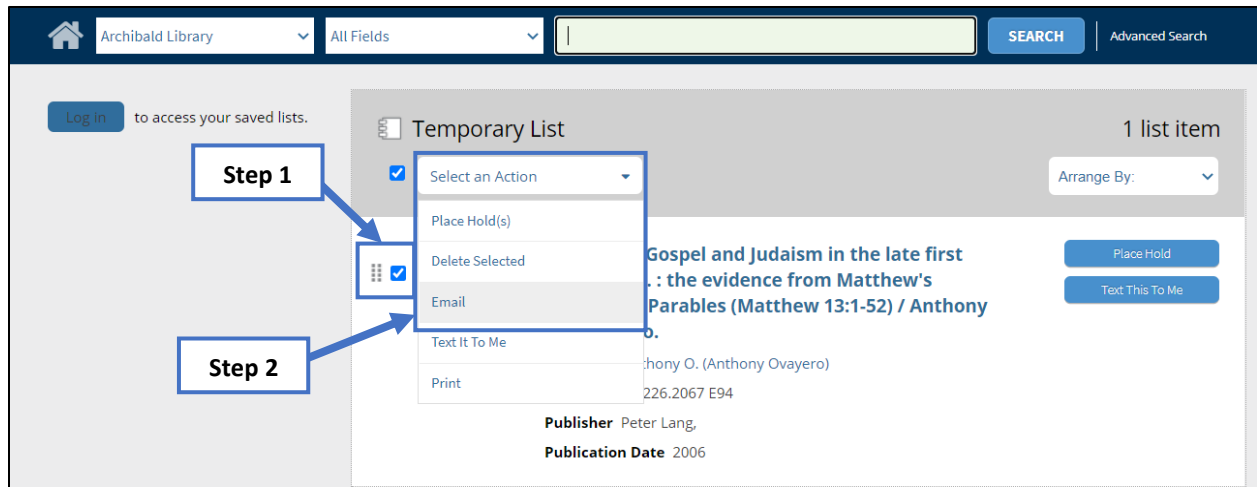 Archibald Library
All Fields
SEARCH
Advanced Search
Log in
to access your saved lists.
Temporary List
1 list item
Step 1
Select an Action
Arrange By:
Place Hold(s)
Delete Selected
Email
Text It To Me
Print
Step 2
Gospel and Judaism in the late first
. : the evidence from Matthew's
Parables (Matthew 13:1-52) / Anthony
o.
thony O. (Anthony Ovayero)
226.2067 E94
Publisher Peter Lang,
Publication Date 2006
Place Hold
Text This To Me